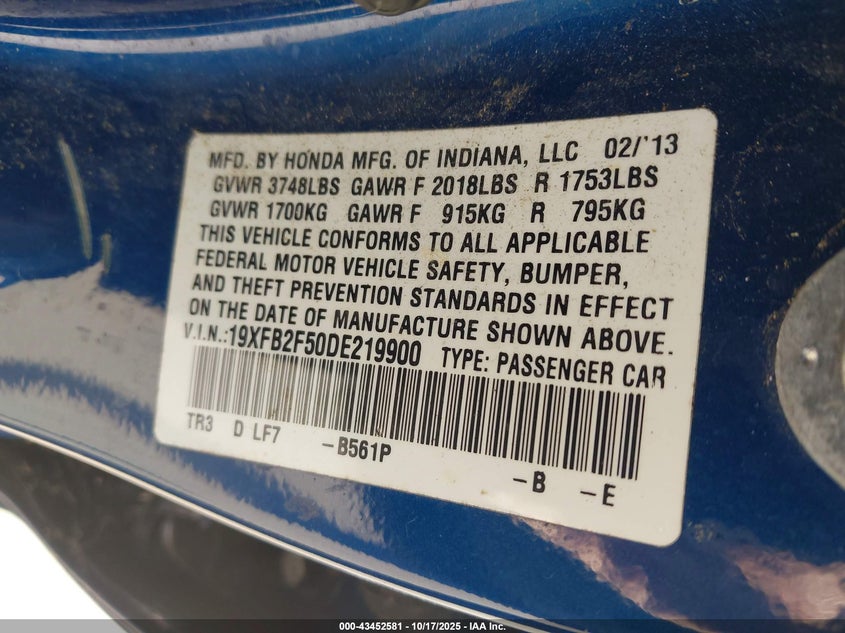 MFD. BY HONDA MFG. OF INDIANA, LLC 02/'13
GVWR 3748LBS GAWR F 2018LBS R 1753LBS
GVWR 1700KG GAWR F 915KG R 795KG
THIS VEHICLE CONFORMS TO ALL APPLICABLE
FEDERAL MOTOR VEHICLE SAFETY, BUMPER,
AND THEFT PREVENTION STANDARDS IN EFFECT
ON THE DATE OF MANUFACTURE SHOWN ABOVE.
V.I.N.:19XFB2F50DE219900 TYPE: PASSENGER CAR
TR3 D LF7 -B561P -B -E
000-43452581 - 10/17/2025 - IAA Inc.